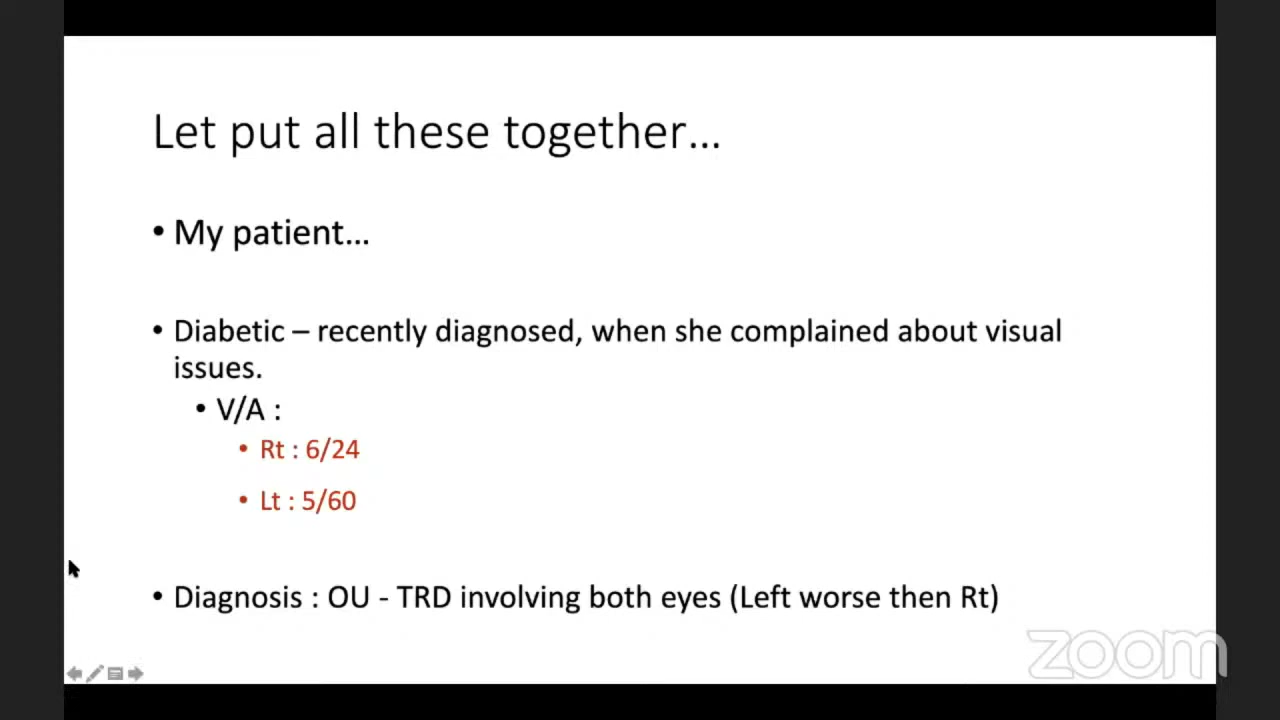 Let put all these together...
• My patient...
• Diabetic – recently diagnosed, when she complained about visual
issues.
• V/A :
• Rt : 6/24
• Lt : 5/60
• Diagnosis : OU - TRD involving both eyes (Left worse then Rt)
zoom